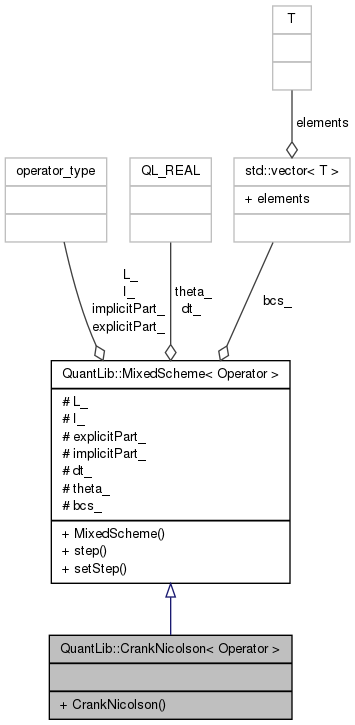 T
elements
operator_type
QL_REAL
std::vector< T >
+ elements
L_
I_
implicitPart_
explicitPart_
theta_
dt_
bcs_
QuantLib::MixedScheme< Operator >
# L_
# I_
# explicitPart_
# implicitPart_
# dt_
# theta_
# bcs_
+ MixedScheme()
+ step()
+ setStep()
QuantLib::CrankNicolson< Operator >
+ CrankNicolson()